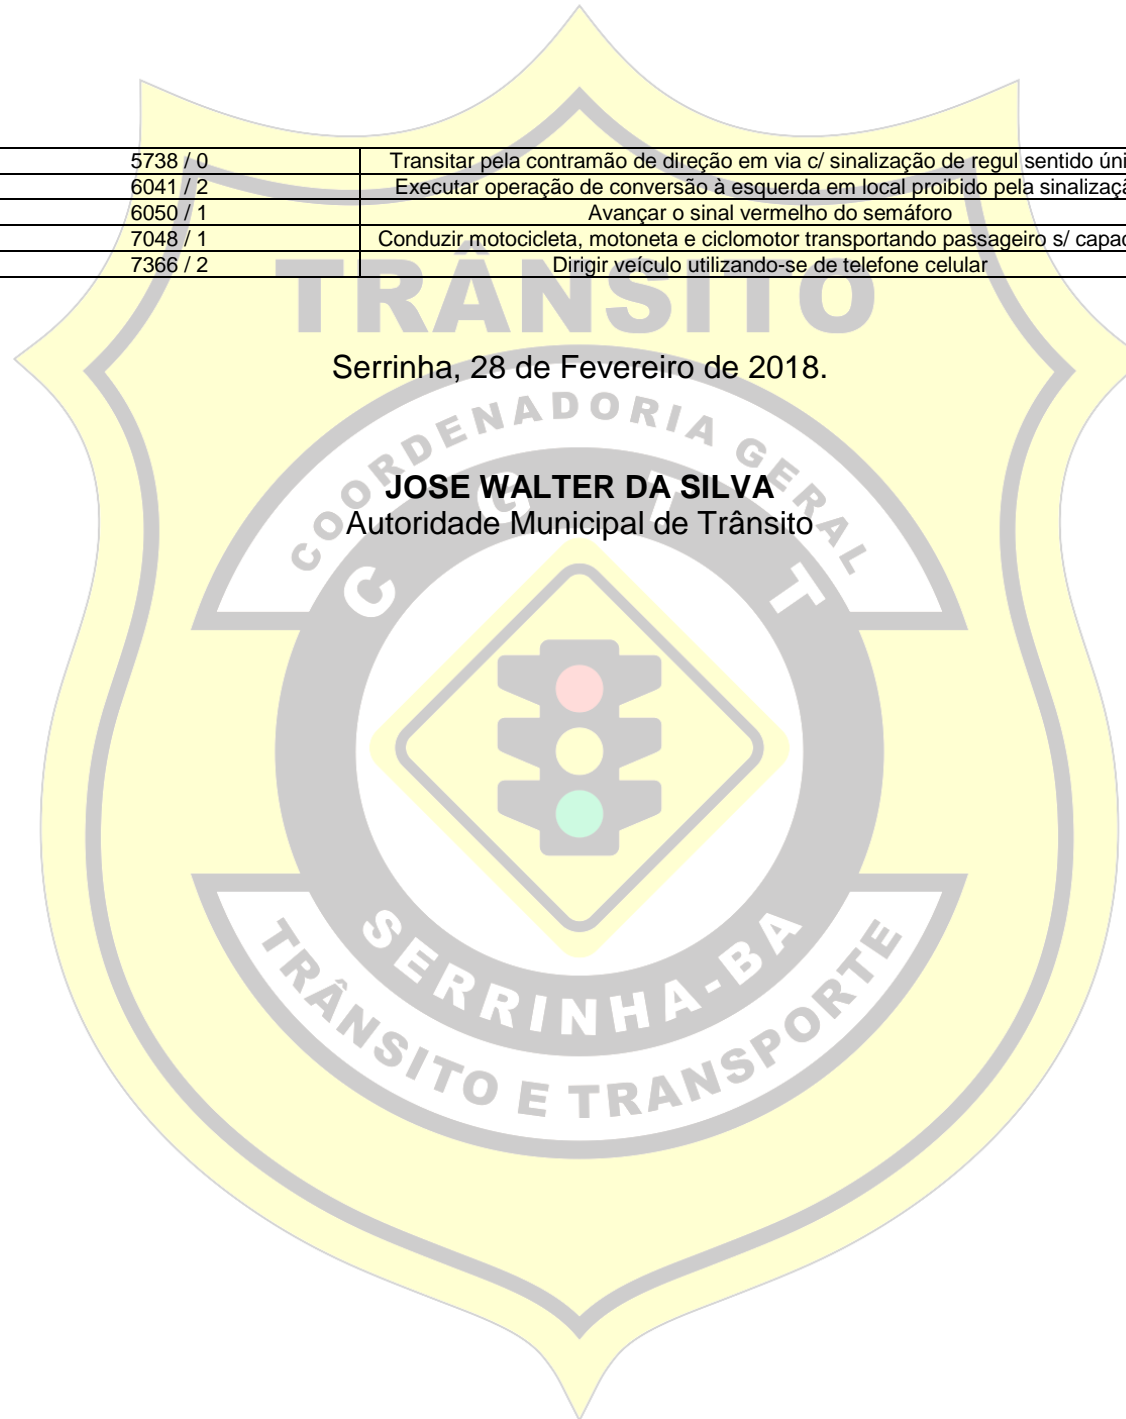 5738 / 0 Transitar pela contramão de direção em via c/ sinalização de regul sentido úni
6041 / 2 Executar operação de conversão à esquerda em local proibido pela sinalizaçã
6050 / 1 Avançar o sinal vermelho do semáforo
7048 / 1 Conduzir motocicleta, motoneta e ciclomotor transportando passageiro s/ capac
7366 / 2 Dirigir veículo utilizando-se de telefone celular
TRÂNSITO
Serrinha, 28 de Fevereiro de 2018.
COORDENADORIA GERAL
JOSE WALTER DA SILVA
Autoridade Municipal de Trânsito
C G T T
SERRINHA-BA
TRÂNSITO E TRANSPORTE